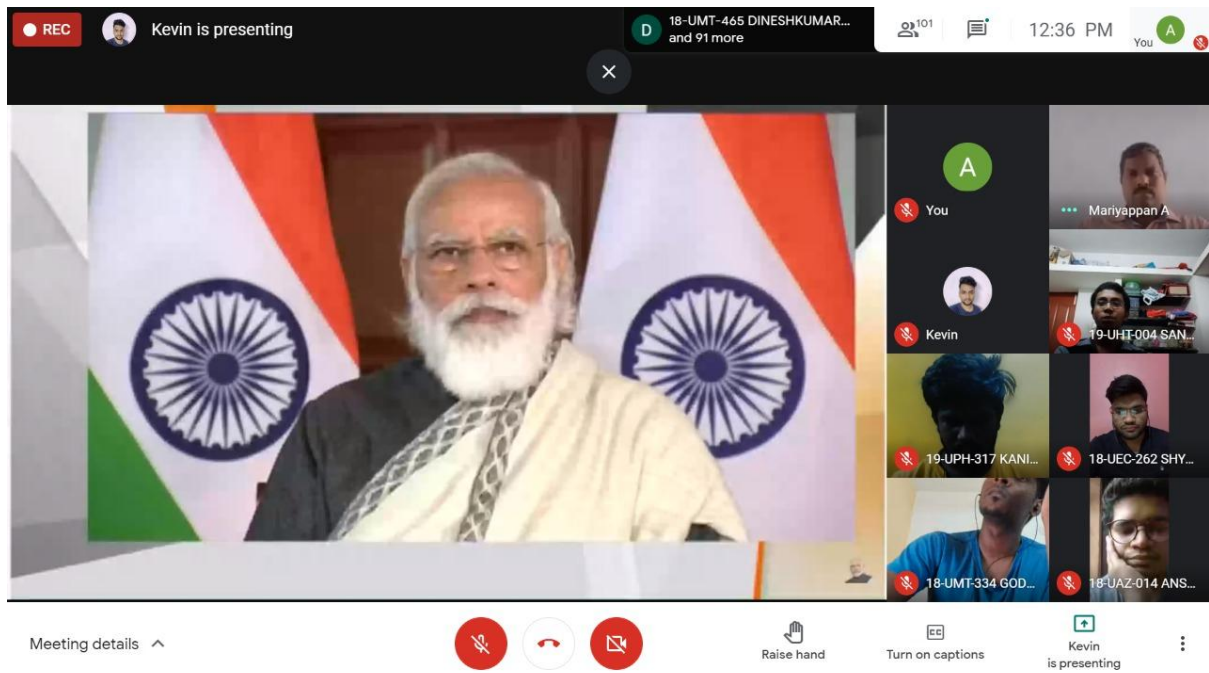 REC
Kevin is presenting
D
18-UMT-465 DINESHKUMAR...
and 91 more
101
12:36 PM
You
A
A
You
Mariyappan A
Kevin
19-UHT-004 SAN...
19-UPH-317 KANI...
18-UEC-262 SHY...
18-UMT-334 GOD...
18-UAZ-014 ANS...
Meeting details
Raise hand
CC
Turn on captions
Kevin
is presenting